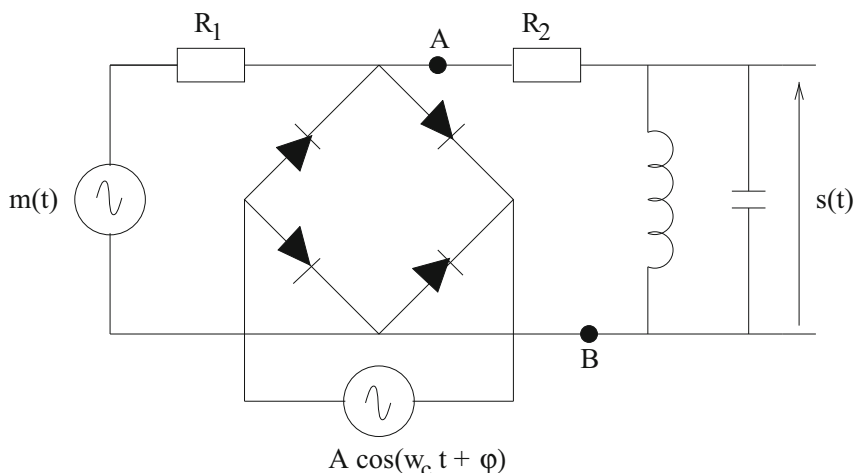 R1
A
R2
m(t)
s(t)
B
A cos(wc t + φ)